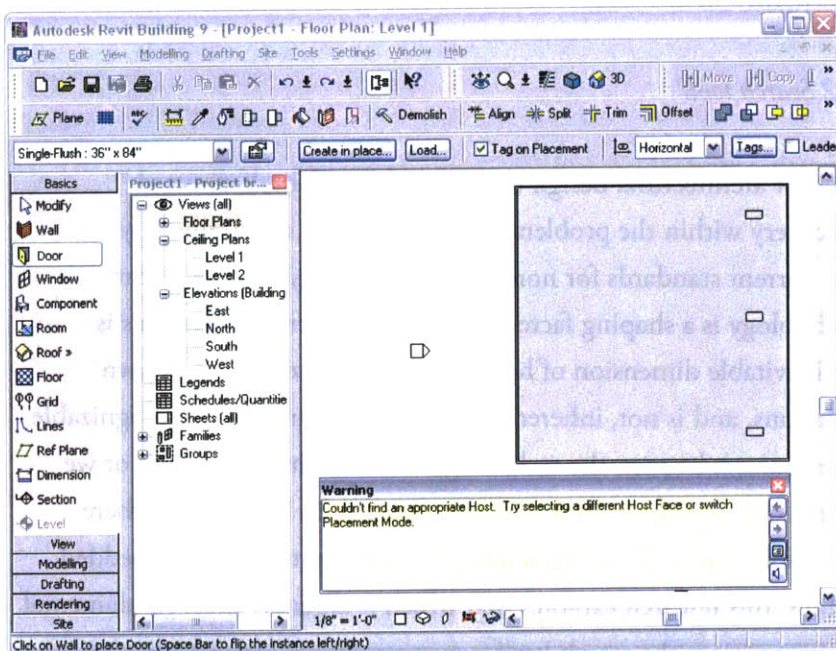 Autodesk Revit Building 9 - [Project1 - Floor Plan: Level 1]
File Edit View Modelling Drafting Site Tools Settings Window Help
3D Move Copy
Plane Demolish Align Split Trim Offset
Single-Flush : 36" x 84" Create in place... Load... Tag on Placement Horizontal Tags... Leade
Basics
Modify
Wall
Door
Window
Component
Room
Roof »
Floor
Grid
Lines
Ref Plane
Dimension
Section
Level
View
Modelling
Drafting
Rendering
Site
Project1 - Project br...
Views (all)
Floor Plans
Ceiling Plans
Level 1
Level 2
Elevations (Building
East
North
South
West
Legends
Schedules/Quantitie
Sheets (all)
Families
Groups
Warning
Couldn't find an appropriate Host. Try selecting a different Host Face or switch
Placement Mode.
1/8" = 1'-0"
Click on Wall to place Door (Space Bar to flip the instance left/right)